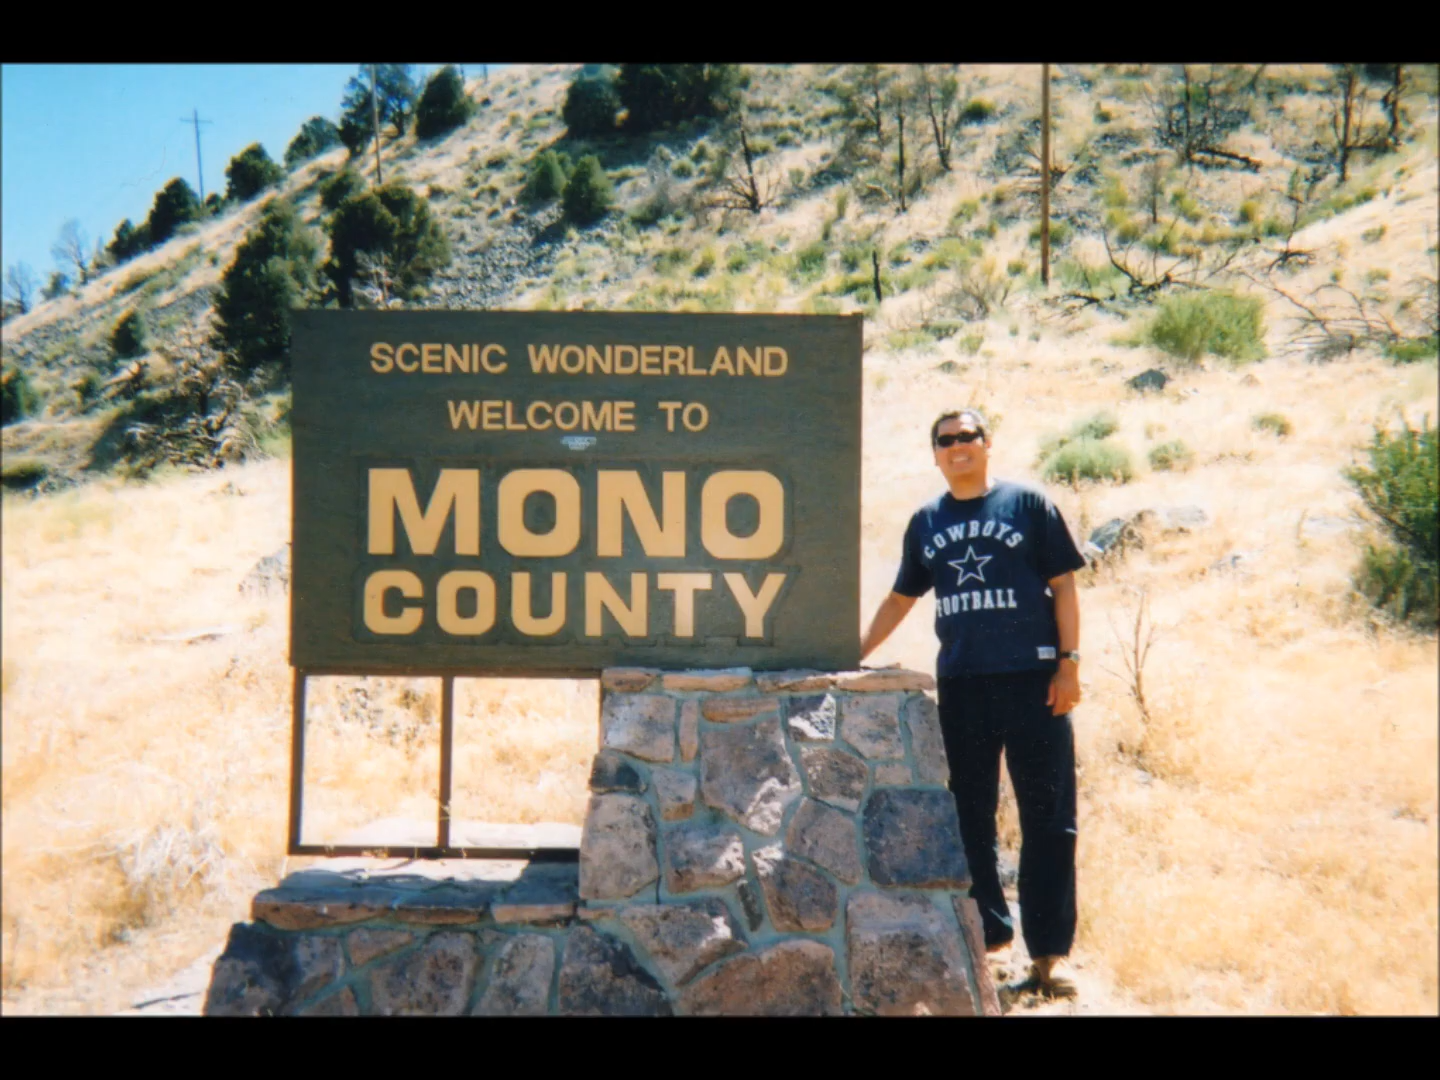 SCENIC WONDERLAND
WELCOME TO
MONO
COUNTY
COWBOYS
FOOTBALL